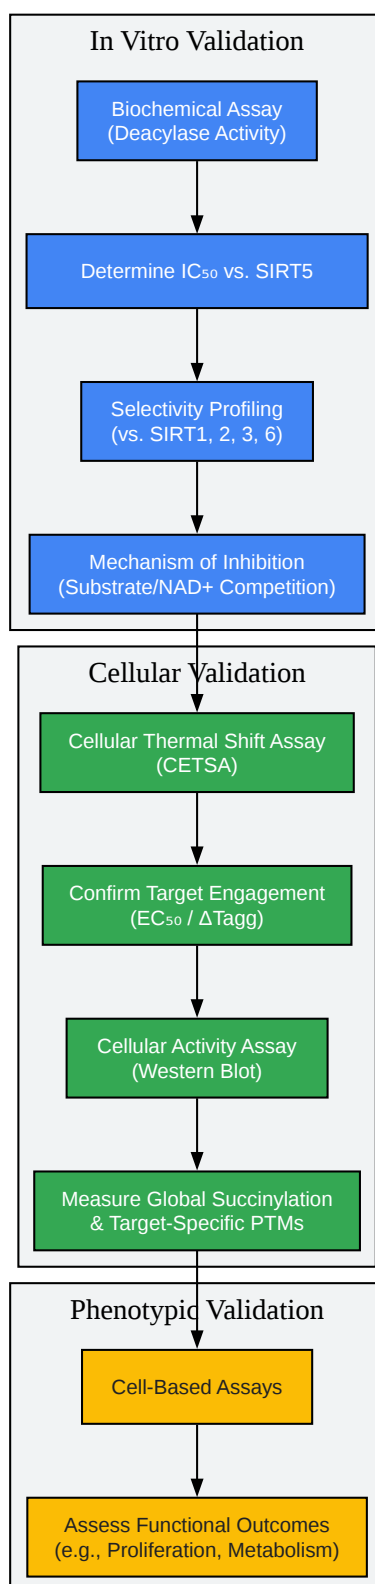 In Vitro Validation
Biochemical Assay
(Deacylase Activity)
Determine IC₅₀ vs. SIRT5
Selectivity Profiling
(vs. SIRT1, 2, 3, 6)
Mechanism of Inhibition
(Substrate/NAD+ Competition)
Cellular Validation
Cellular Thermal Shift Assay
(CETSA)
Confirm Target Engagement
(EC₅₀ / ΔTagg)
Cellular Activity Assay
(Western Blot)
Measure Global Succinylation
& Target-Specific PTMs
Phenotypic Validation
Cell-Based Assays
Assess Functional Outcomes
(e.g., Proliferation, Metabolism)